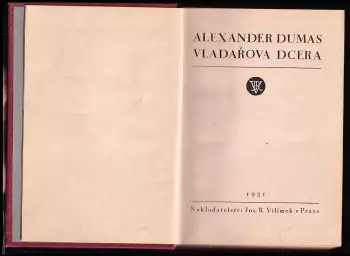 ALEXANDER DUMAS
VLADAŘOVA DCERA
1931
Nakladatelství Jos. R. Vilímek v Praze